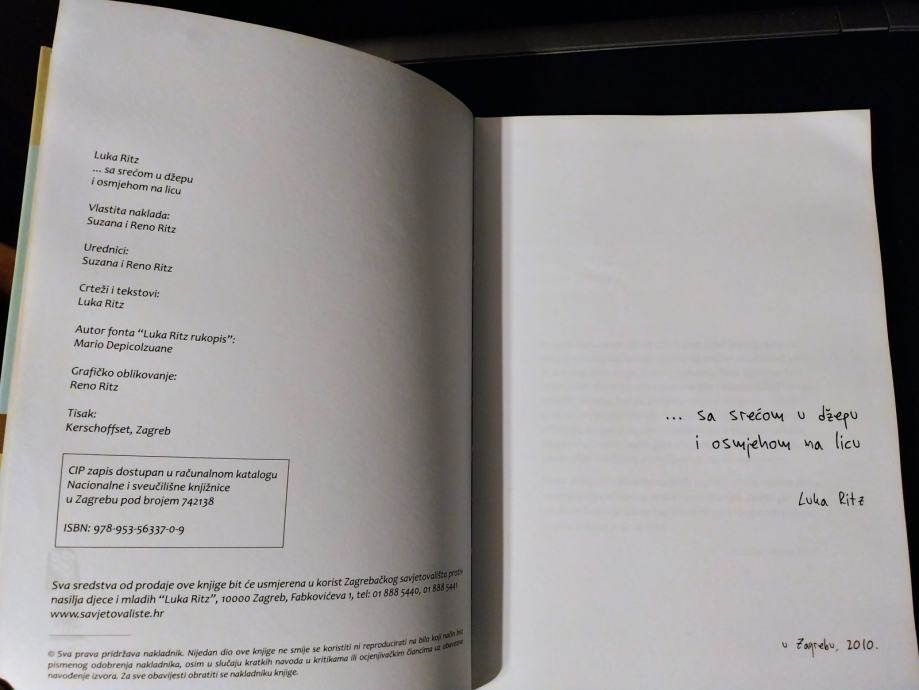 Luka Ritz
... sa srećom u džepu
i osmjehom na licu
Vlastita naklada:
Suzana i Reno Ritz
Urednici:
Suzana i Reno Ritz
Crteži i tekstovi:
Luka Ritz
Autor fonta “Luka Ritz rukopis”:
Mario Depicolzuane
Grafičko oblikovanje:
Reno Ritz
Tisak:
Kerschoffset, Zagreb
CIP zapis dostupan u računalnom katalogu
Nacionalne i sveučilišne knjižnice
u Zagrebu pod brojem 742138
ISBN: 978-953-56337-0-9
Sva sredstva od prodaje ove knjige bit će usmjerena u korist Zagrebačkog savjetovališta protiv
nasilja djece i mladih “Luka Ritz”, 10000 Zagreb, Fabkovićeva 1, tel: 01 888 5440, 01 888 5441
www.savjetovaliste.hr
© Sva prava pridržava nakladnik. Nijedan dio ove knjige ne smije se koristiti ni reproducirati na bilo koji način bez
pismenog odobrenja nakladnika, osim u slučaju kratkih navoda u kritikama ili ocjenjivačkim člancima uz obavezno
navođenje izvora. Za sve obavijesti obratiti se nakladniku knjige.
... sa srećom u džepu
i osmjehom na licu
Luka Ritz
u Zagrebu, 2010.